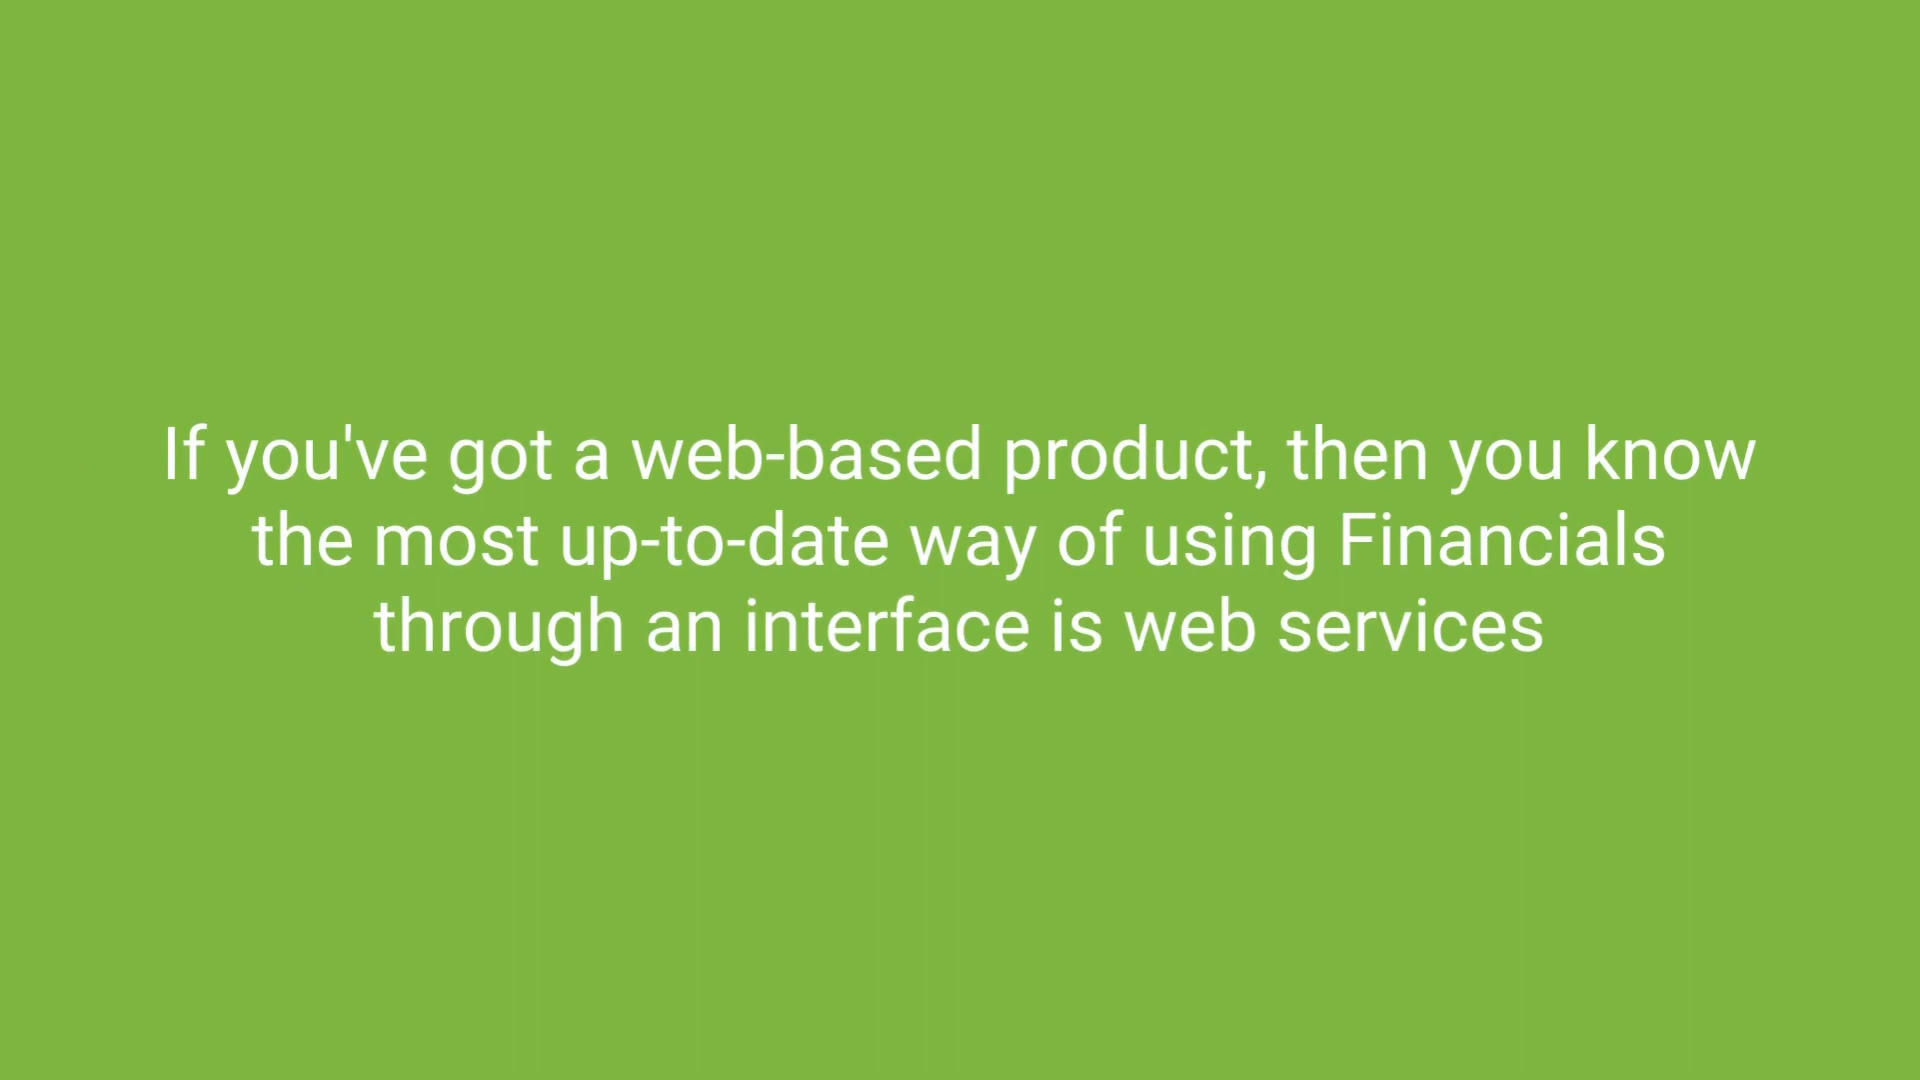 If you've got a web-based product, then you know
the most up-to-date way of using Financials
through an interface is web services